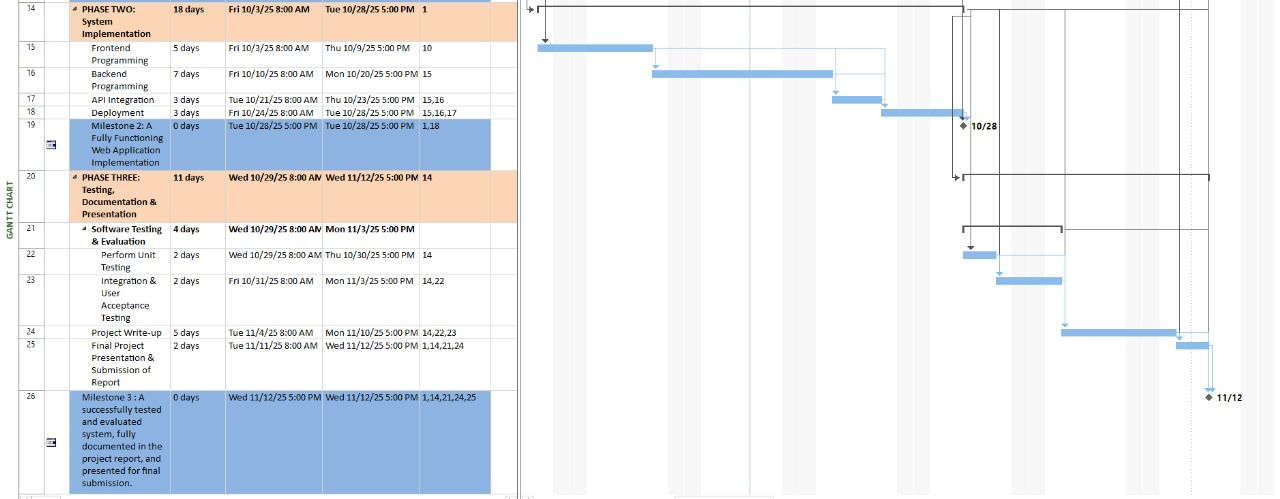 GANTT CHART
14 PHASE TWO: 18 days Fri 10/3/25 8:00 AM Tue 10/28/25 5:00 PM 1
System
Implementation
15 Frontend 5 days Fri 10/3/25 8:00 AM Thu 10/9/25 5:00 PM 10
Programming
16 Backend 7 days Fri 10/10/25 8:00 AM Mon 10/20/25 5:00 PM 15
Programming
17 API Integration 3 days Tue 10/21/25 8:00 AM Thu 10/23/25 5:00 PM 15,16
18 Deployment 3 days Fri 10/24/25 8:00 AM Tue 10/28/25 5:00 PM 15,16,17
19 Milestone 2: A 0 days Tue 10/28/25 5:00 PM Tue 10/28/25 5:00 PM 1,18 10/28
Fully Functioning
Web Application
Implementation
20 PHASE THREE: 11 days Wed 10/29/25 8:00 AM Wed 11/12/25 5:00 PM 14
Testing,
Documentation &
Presentation
21 Software Testing 4 days Wed 10/29/25 8:00 AM Mon 11/3/25 5:00 PM
& Evaluation
22 Perform Unit 2 days Wed 10/29/25 8:00 AM Thu 10/30/25 5:00 PM 14
Testing
23 Integration & 2 days Fri 10/31/25 8:00 AM Mon 11/3/25 5:00 PM 14,22
User
Acceptance
Testing
24 Project Write-up 5 days Tue 11/4/25 8:00 AM Mon 11/10/25 5:00 PM 14,22,23
25 Final Project 2 days Tue 11/11/25 8:00 AM Wed 11/12/25 5:00 PM 1,14,21,24
Presentation &
Submission of
Report
26 Milestone 3 : A 0 days Wed 11/12/25 5:00 PM Wed 11/12/25 5:00 PM 1,14,21,24,25 11/12
successfully tested
and evaluated
system, fully
documented in the
project report, and
presented for final
submission.